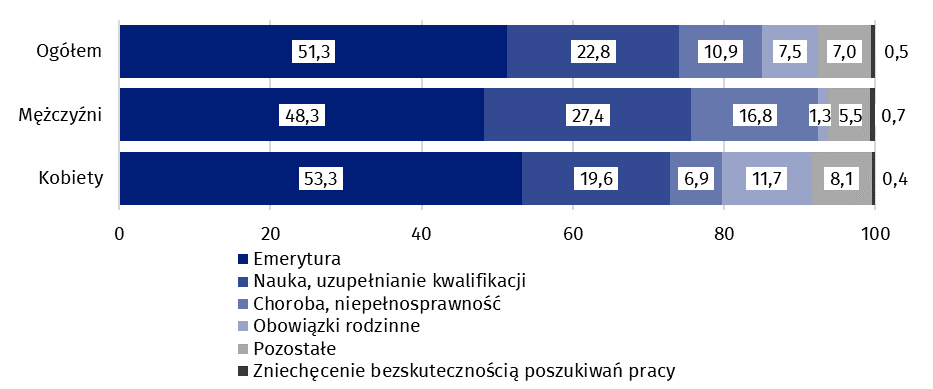 Ogółem 51,3 22,8 10,9 7,5 7,0 0,5
Mężczyźni 48,3 27,4 16,8 1,3 5,5 0,7
Kobiety 53,3 19,6 6,9 11,7 8,1 0,4
0 20 40 60 80 100
Emerytura
Nauka, uzupełnianie kwalifikacji
Choroba, niepełnosprawność
Obowiązki rodzinne
Pozostałe
Zniechęcenie bezskutecznością poszukiwań pracy